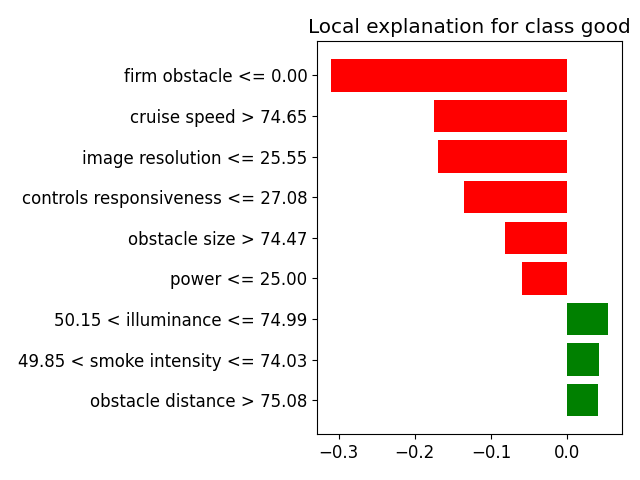 Local explanation for class good
firm obstacle <= 0.00
cruise speed > 74.65
image resolution <= 25.55
controls responsiveness <= 27.08
obstacle size > 74.47
power <= 25.00
50.15 < illuminance <= 74.99
49.85 < smoke intensity <= 74.03
obstacle distance > 75.08
−0.3 −0.2 −0.1 0.0